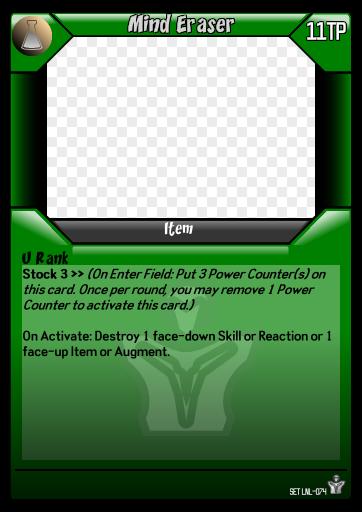 Mind Eraser
11TP
Item
U Rank
Stock 3 >> (On Enter Field: Put 3 Power Counter(s) on
this card. Once per round, you may remove 1 Power
Counter to activate this card.)
On Activate: Destroy 1 face-down Skill or Reaction or 1
face-up Item or Augment.
SET LNL-074